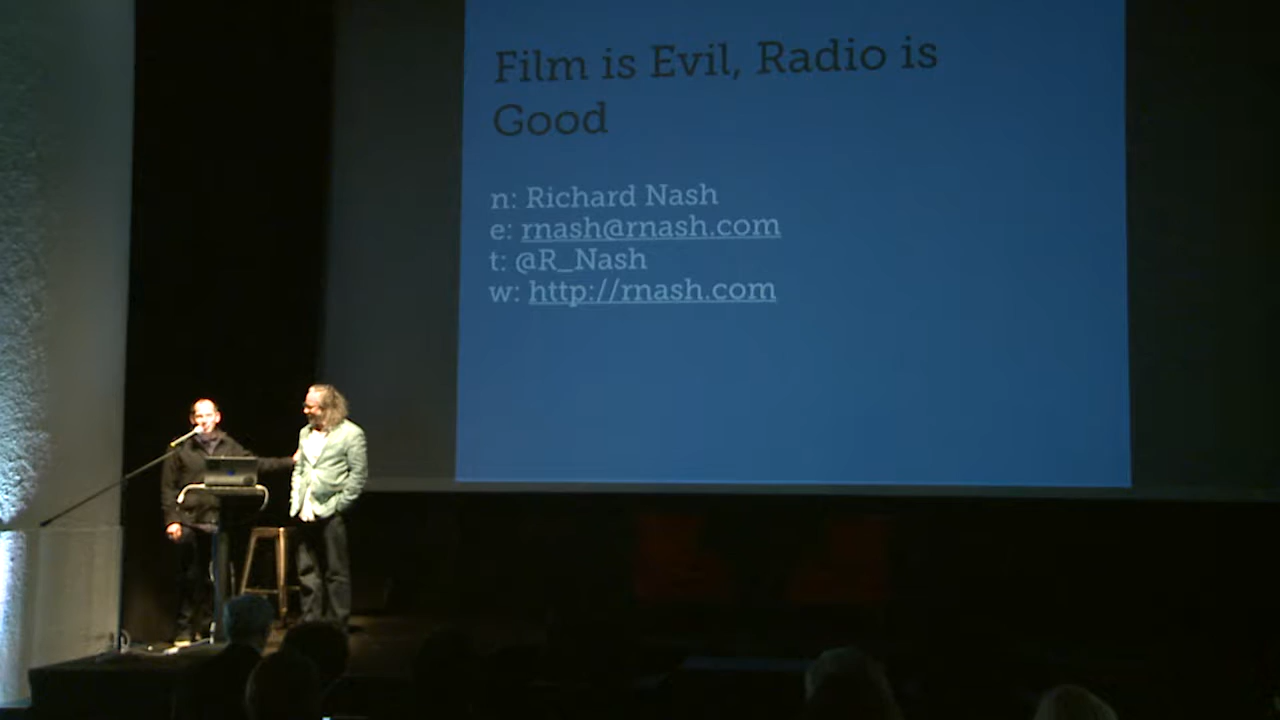 Film is Evil, Radio is
Good
n: Richard Nash
e: rnash@rnash.com
t: @R_Nash
w: http://rnash.com